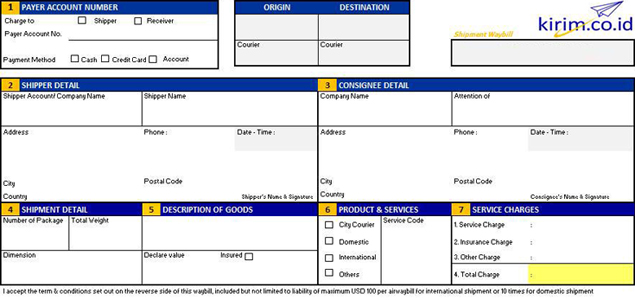 1 PAYER ACCOUNT NUMBER
Charge to Shipper Receiver
Payer Account No.
Payment Method Cash Credit Card Account
ORIGIN DESTINATION
Courier Courier
kirim.co.id
Shipmant Waybill
2 SHIPPER DETAIL
Shipper Account/ Company Name Shipper Name
Address Phone : Date - Time :
City Postal Code
Country Shipper's Name & Signature
3 CONSIGNEE DETAIL
Company Name Attention of
Address Phone : Date - Time :
City Postal Code
Country Consignee's Name & Signature
4 SHIPMENT DETAIL
Number of Package Total Weight
Dimension
5 DESCRIPTION OF GOODS
Declare value Insured
6 PRODUCT & SERVICES
City Courier Service Code
Domestic
International
Others
7 SERVICE CHARGES
1. Service Charge :
2. Insurance Charge :
3. Other Charge :
4. Total Charge :
I accept the term & conditions set out on the reverse side of this waybill, included but not limited to liability of maximum USD 100 per airwaybill for international shipment or 10 times for domestic shipment